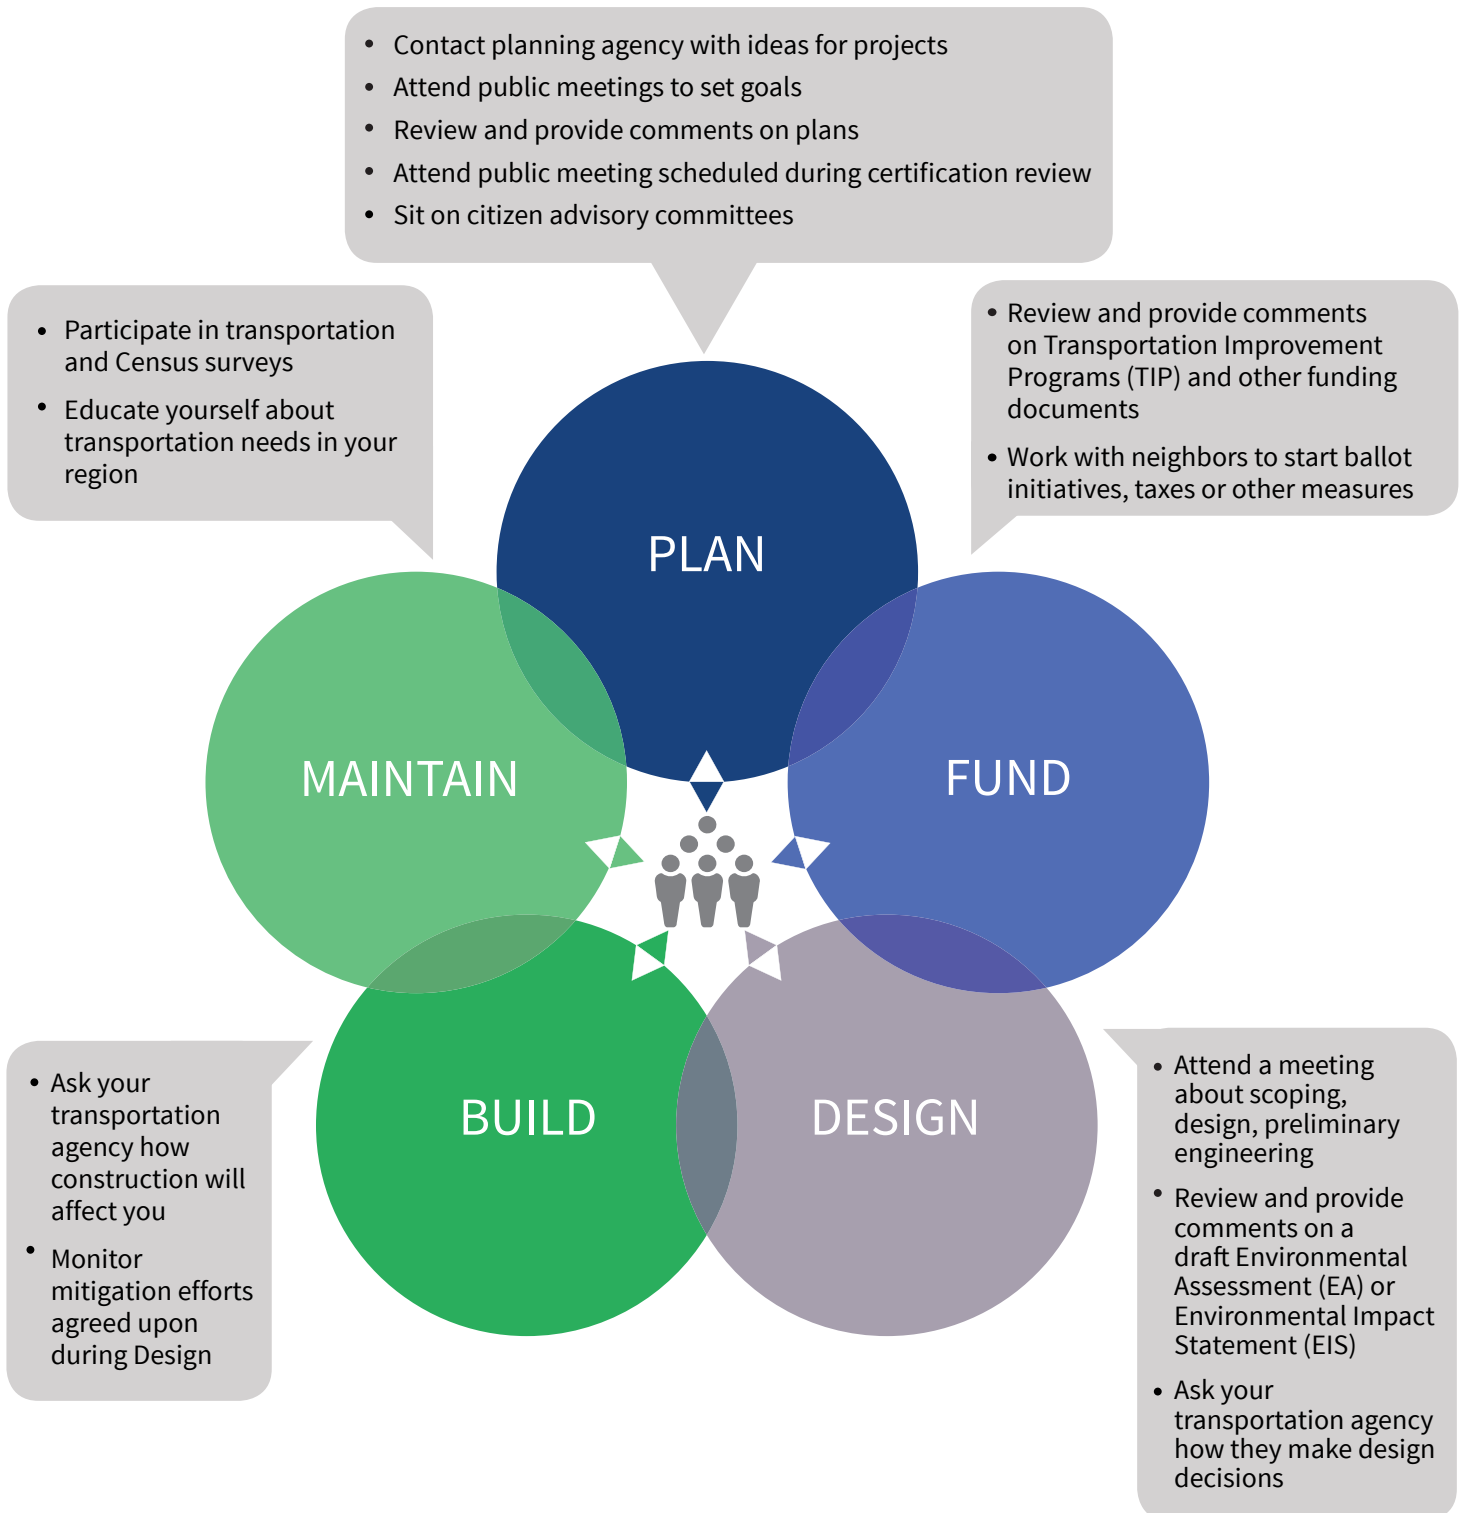 • Contact planning agency with ideas for projects
• Attend public meetings to set goals
• Review and provide comments on plans
• Attend public meeting scheduled during certification review
• Sit on citizen advisory committees
• Participate in transportation
and Census surveys
• Educate yourself about
transportation needs in your
region
• Review and provide comments
on Transportation Improvement
Programs (TIP) and other funding
documents
• Work with neighbors to start ballot
initiatives, taxes or other measures
PLAN
MAINTAIN
FUND
BUILD
DESIGN
• Ask your
transportation
agency how
construction will
affect you
• Monitor
mitigation efforts
agreed upon
during Design
• Attend a meeting
about scoping,
design, preliminary
engineering
• Review and provide
comments on a
draft Environmental
Assessment (EA) or
Environmental Impact
Statement (EIS)
• Ask your
transportation agency
how they make design
decisions